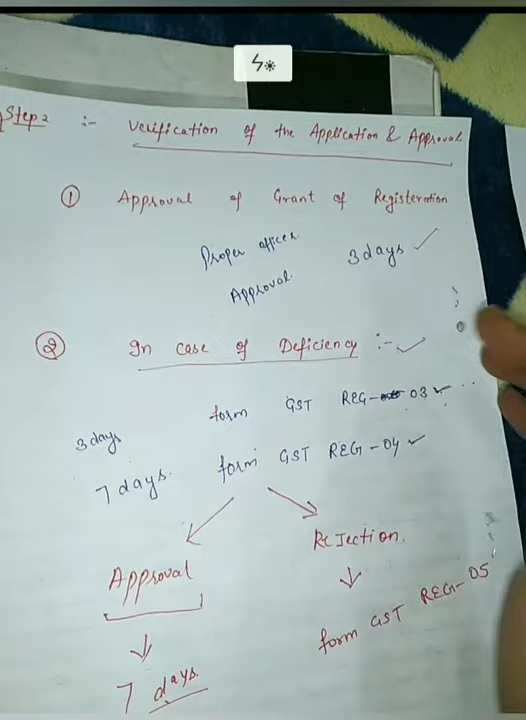 Step 2 :- Verification of the Application & Approval.
① Approval of Grant of Registeration
Proper officer 3 days ✓
Approval.
② In case of Deficiency :- ✓
3 days form GST REG- 03 ✓
7 days. form GST REG-04 ✓
Approval Rejection.
7 days. form GST REG-05